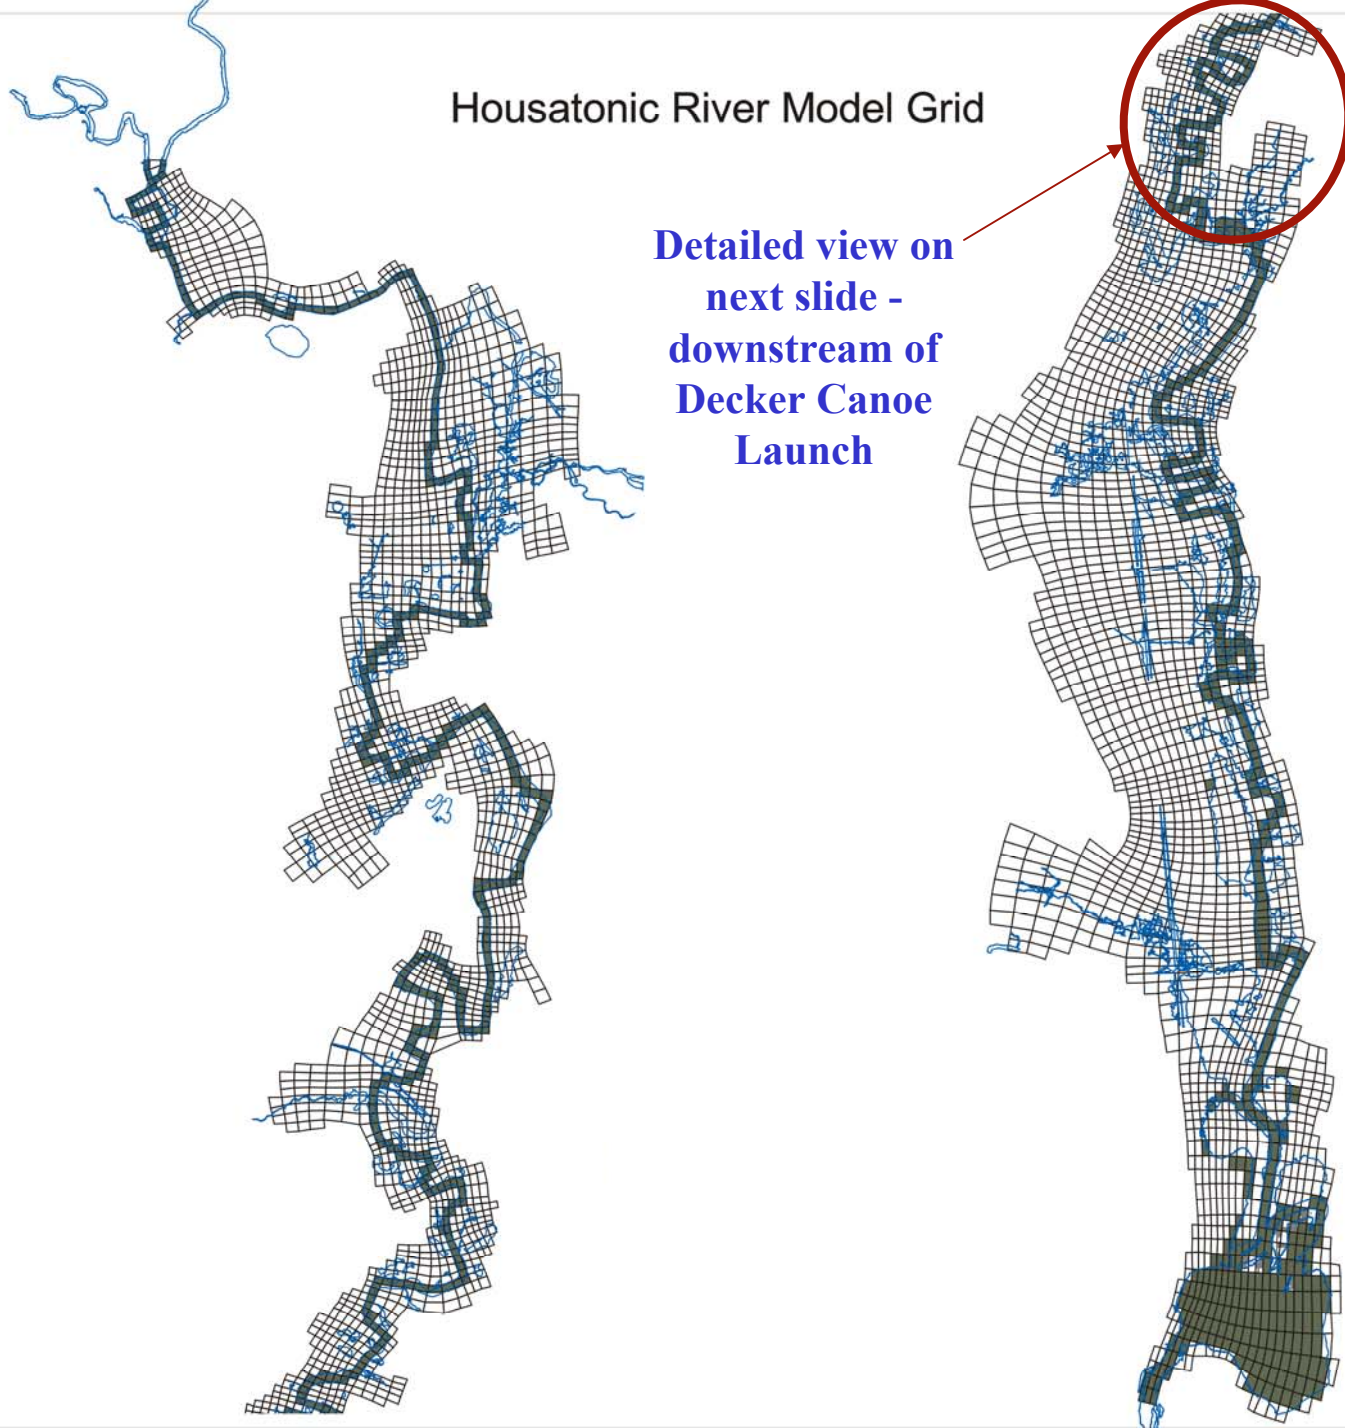 Housatonic River Model Grid
Detailed view on
next slide -
downstream of
Decker Canoe
Launch